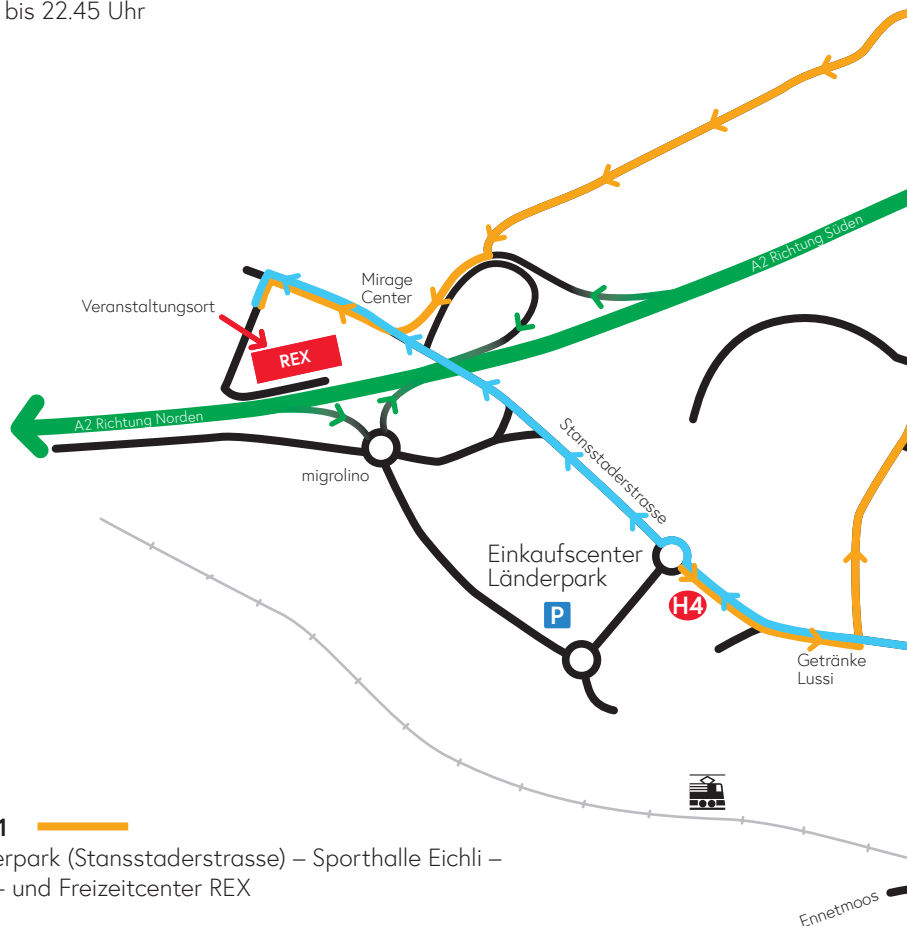 bis 22.45 Uhr
A2 Richtung Süden
Mirage
Center
Veranstaltungsort
REX
A2 Richtung Norden
Stansstaderstrasse
migrolino
Einkaufscenter
Länderpark
P
H4
Getränke
Lussi
1
erpark (Stansstaderstrasse) – Sporthalle Eichli –
- und Freizeitcenter REX
Ennetmoos